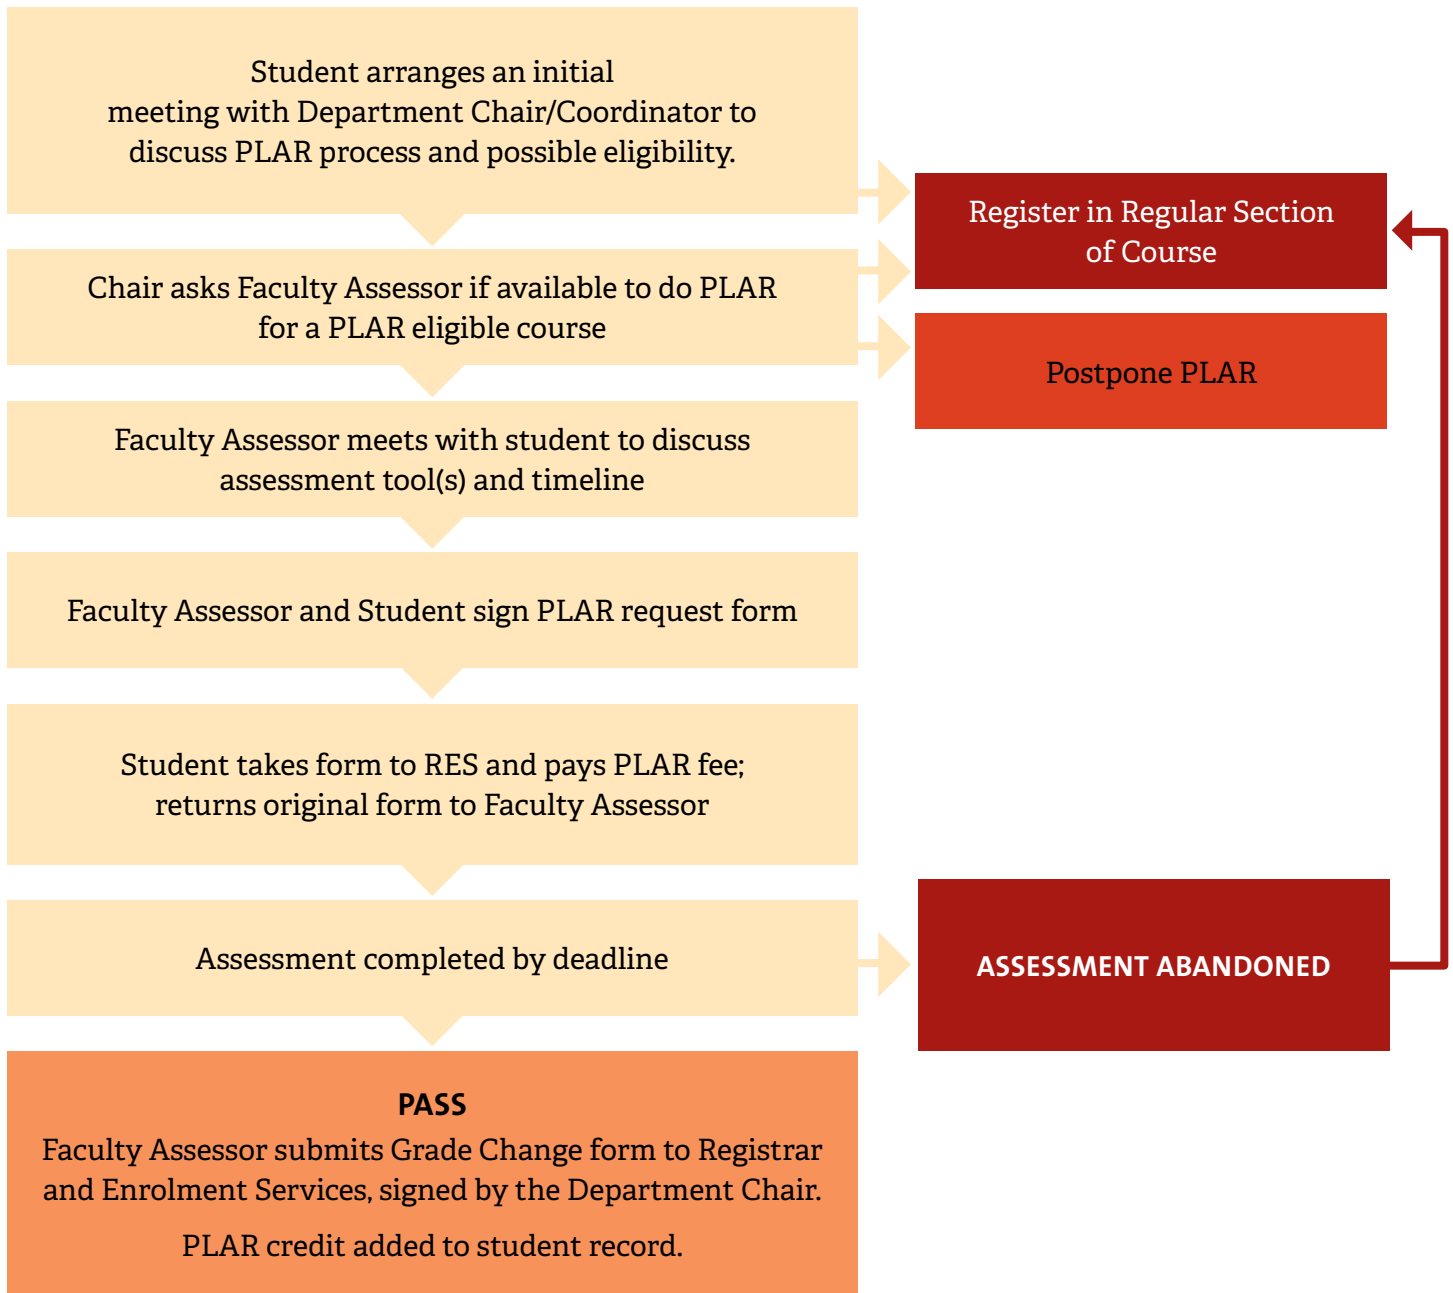 Student arranges an initial
meeting with Department Chair/Coordinator to
discuss PLAR process and possible eligibility.
Register in Regular Section
of Course
Chair asks Faculty Assessor if available to do PLAR
for a PLAR eligible course
Postpone PLAR
Faculty Assessor meets with student to discuss
assessment tool(s) and timeline
Faculty Assessor and Student sign PLAR request form
Student takes form to RES and pays PLAR fee;
returns original form to Faculty Assessor
Assessment completed by deadline
ASSESSMENT ABANDONED
PASS
Faculty Assessor submits Grade Change form to Registrar
and Enrolment Services, signed by the Department Chair.
PLAR credit added to student record.